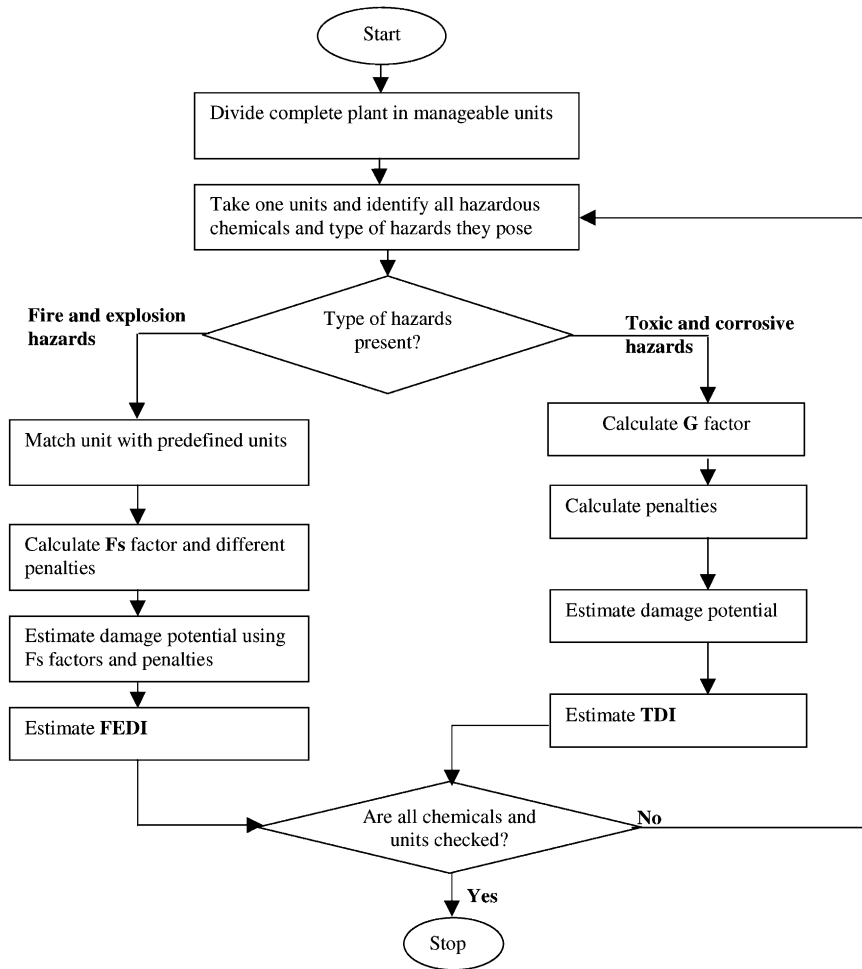 Start
Divide complete plant in manageable units
Take one units and identify all hazardous
chemicals and type of hazards they pose
Type of hazards
present?
Fire and explosion
hazards
Toxic and corrosive
hazards
Match unit with predefined units
Calculate Fs factor and different
penalties
Estimate damage potential using
Fs factors and penalties
Estimate FEDI
Calculate G factor
Calculate penalties
Estimate damage potential
Estimate TDI
Are all chemicals and
units checked?
No
Yes
Stop